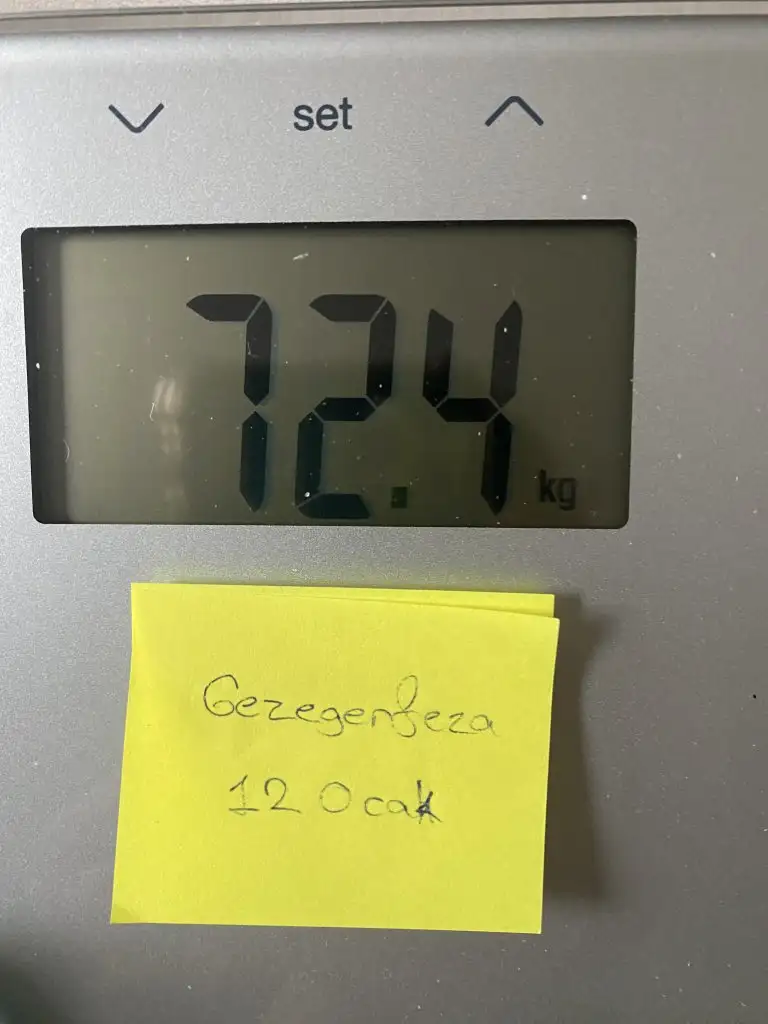 set
72.4 kg
Gezegenfeza
12 Ocak